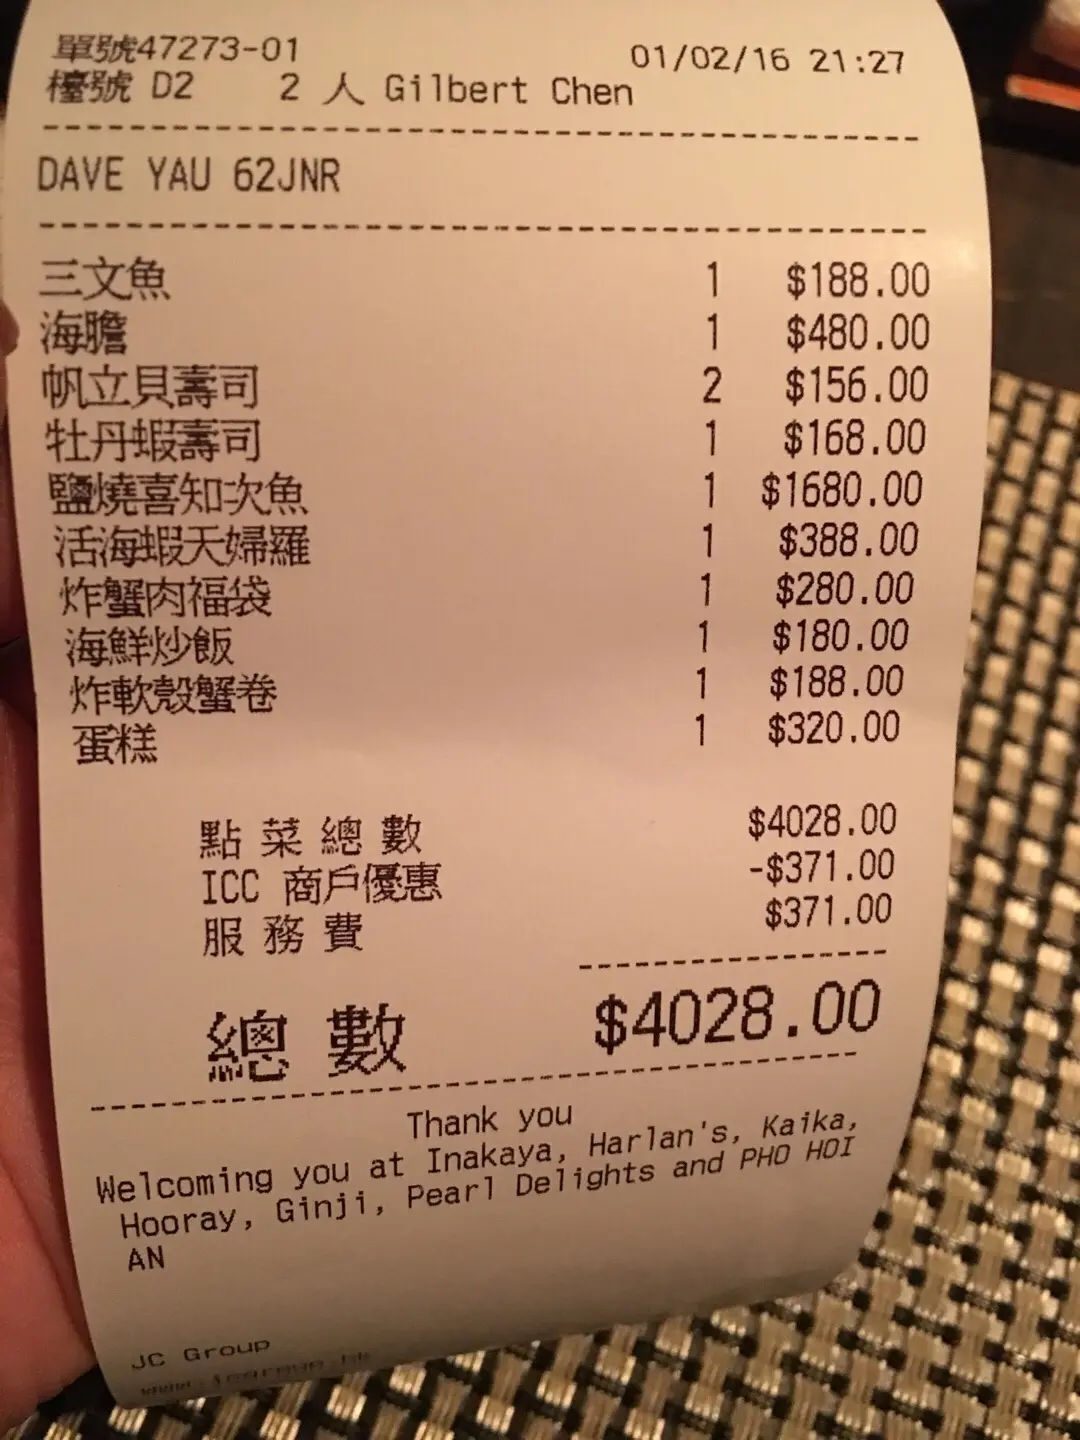 單號47273-01 01/02/16 21:27
檯號 D2 2 人 Gilbert Chen
DAVE YAU 62JNR
三文魚 1 $188.00
海膽 1 $480.00
帆立貝壽司 2 $156.00
牡丹蝦壽司 1 $168.00
鹽燒喜知次魚 1 $1680.00
活海蝦天婦羅 1 $388.00
炸蟹肉福袋 1 $280.00
海鮮炒飯 1 $180.00
炸軟殼蟹卷 1 $188.00
蛋糕 1 $320.00
點菜總數 $4028.00
ICC 商戶優惠 -$371.00
服務費 $371.00
總數 $4028.00
Thank you
Welcoming you at Inakaya, Harlan's, Kaika,
Hooray, Ginji, Pearl Delights and PHO HOI
AN
JC Group